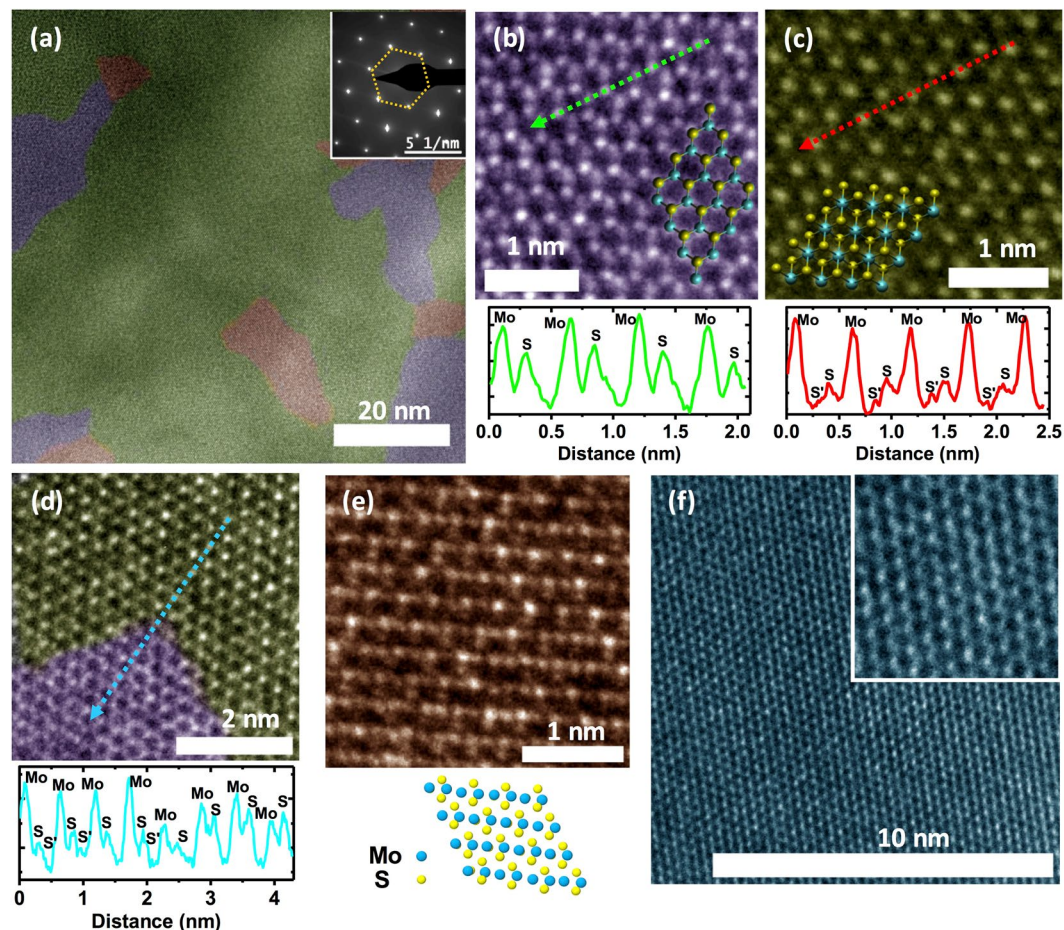 (a)
5 1/nm
20 nm
(b)
1 nm
Mo Mo Mo Mo
S S S S
0.0 0.5 1.0 1.5 2.0
Distance (nm)
(c)
1 nm
Mo Mo Mo Mo Mo
S' S S' S S' S S' S
0.0 0.5 1.0 1.5 2.0 2.5
Distance (nm)
(d)
2 nm
Mo Mo Mo Mo Mo Mo Mo Mo
S S' S S' S S S' S S S S
0 1 2 3 4
Distance (nm)
(e)
1 nm
Mo
S
(f)
10 nm